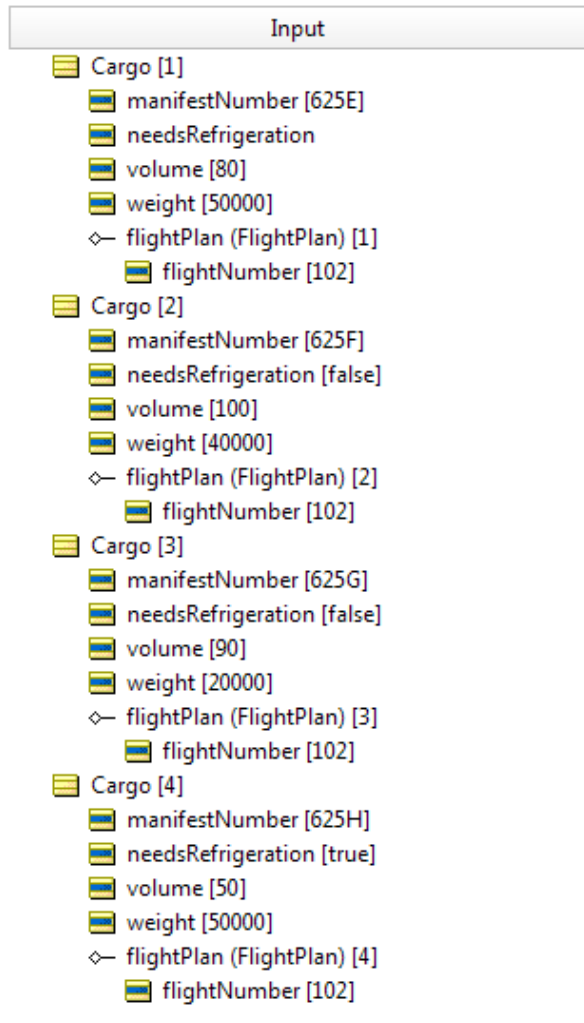 Input
Cargo [1]
manifestNumber [625E]
needsRefrigeration
volume [80]
weight [50000]
flightPlan (FlightPlan) [1]
flightNumber [102]
Cargo [2]
manifestNumber [625F]
needsRefrigeration [false]
volume [100]
weight [40000]
flightPlan (FlightPlan) [2]
flightNumber [102]
Cargo [3]
manifestNumber [625G]
needsRefrigeration [false]
volume [90]
weight [20000]
flightPlan (FlightPlan) [3]
flightNumber [102]
Cargo [4]
manifestNumber [625H]
needsRefrigeration [true]
volume [50]
weight [50000]
flightPlan (FlightPlan) [4]
flightNumber [102]